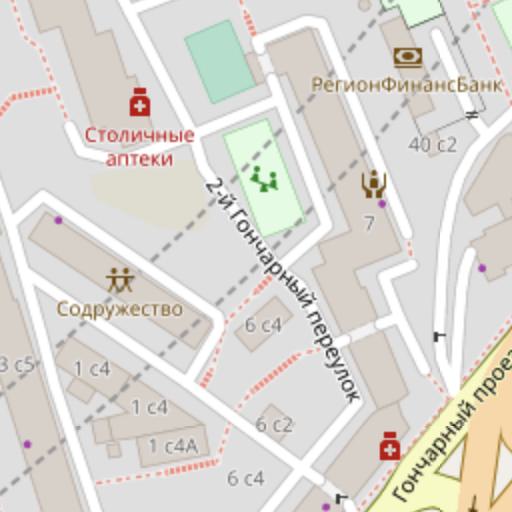 РегионФинансБанк
Столичные
аптеки
40 с2
2-й Гончарный переулок
7
Содружество
6 с4
3 с5
1 с4
1 с4
6 с2
1 с4А
6 с4
Гончарный проез